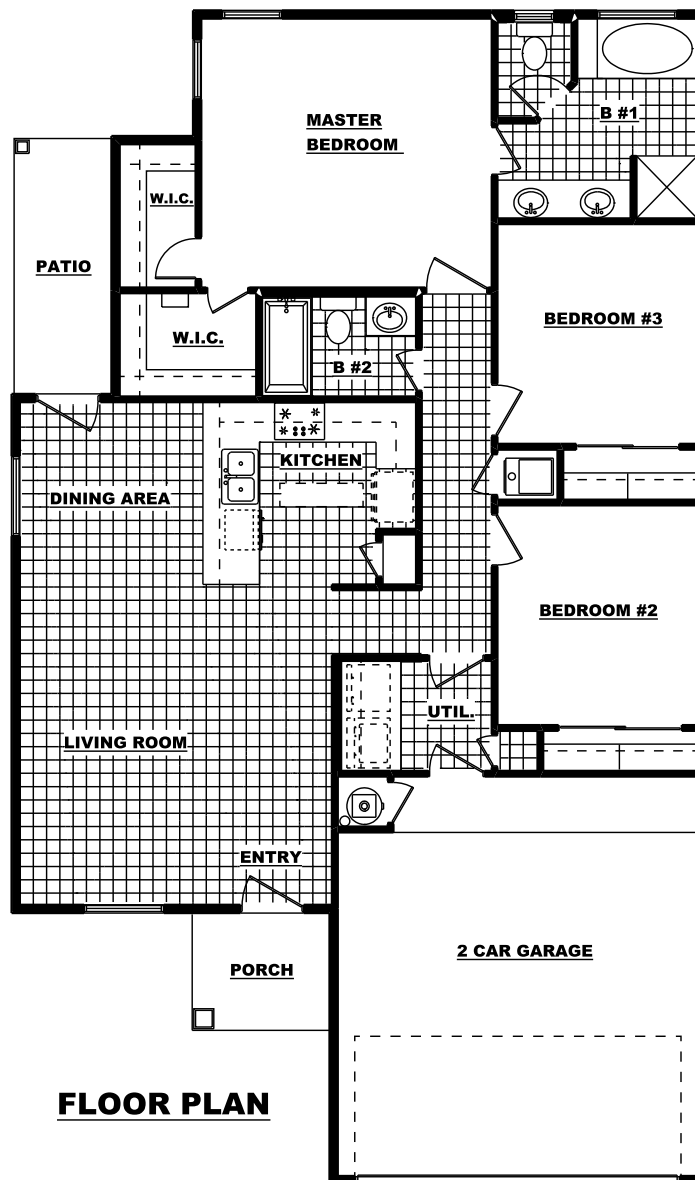 MASTER
BEDROOM
B #1
W.I.C.
PATIO
BEDROOM #3
W.I.C.
B #2
KITCHEN
DINING AREA
BEDROOM #2
UTIL.
LIVING ROOM
ENTRY
2 CAR GARAGE
PORCH
FLOOR PLAN